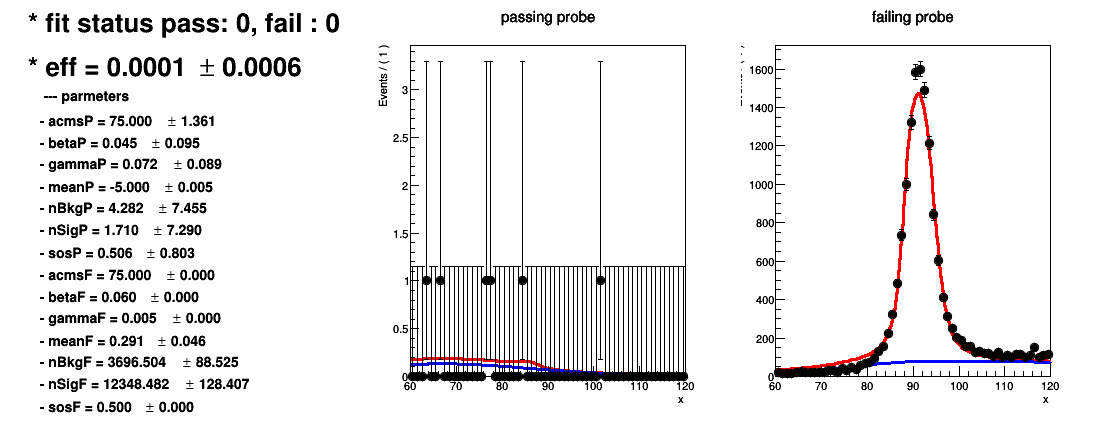 * fit status pass: 0, fail : 0
* eff = 0.0001 ± 0.0006
--- parmeters
- acmsP = 75.000 ± 1.361
- betaP = 0.045 ± 0.095
- gammaP = 0.072 ± 0.089
- meanP = -5.000 ± 0.005
- nBkgP = 4.282 ± 7.455
- nSigP = 1.710 ± 7.290
- sosP = 0.506 ± 0.803
- acmsF = 75.000 ± 0.000
- betaF = 0.060 ± 0.000
- gammaF = 0.005 ± 0.000
- meanF = 0.291 ± 0.046
- nBkgF = 3696.504 ± 88.525
- nSigF = 12348.482 ± 128.407
- sosF = 0.500 ± 0.000
passing probe
Events / ( 1 )
3
2.5
2
1.5
1
0.5
0
60 70 80 90 100 110 120
x
failing probe
1600
1400
1200
1000
800
600
400
200
0
60 70 80 90 100 110 120
x